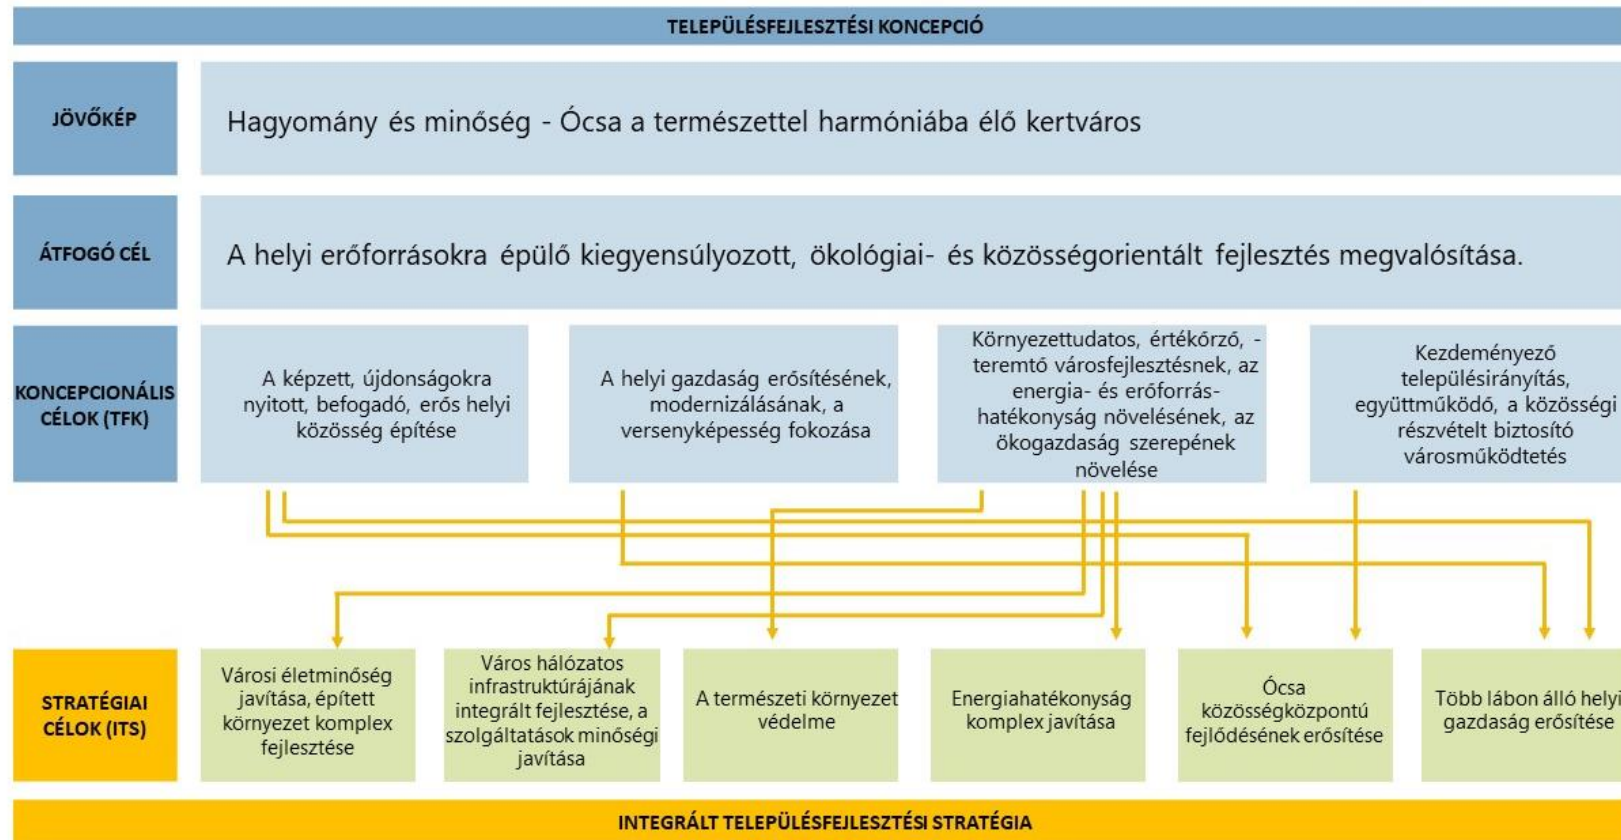 TELEPÜLÉSFEJLESZTÉSI KONCEPCIÓ
JÖVŐKÉP
Hagyomány és minőség - Ócsa a természettel harmóniába élő kertváros
ÁTFOGÓ CÉL
A helyi erőforrásokra épülő kiegyensúlyozott, ökológiai- és közösségorientált fejlesztés megvalósítása.
KONCEPCIONÁLIS
CÉLOK (TFK)
A képzett, újdonságokra
nyitott, befogadó, erős helyi
közösség építése
A helyi gazdaság erősítésének,
modernizálásának, a
versenyképesség fokozása
Környezettudatos, értékőrző, -
teremtő városfejlesztésnek, az
energia- és erőforrás-
hatékonyság növelésének, az
ökogazdaság szerepének
növelése
Kezdeményező
településirányítás,
együttműködő, a közösségi
részvételt biztosító
városműködtetés
STRATÉGIAI
CÉLOK (ITS)
Városi életminőség
javítása, épített
környezet komplex
fejlesztése
Város hálózatos
infrastruktúrájának
integrált fejlesztése, a
szolgáltatások minőségi
javítása
A természeti környezet
védelme
Energiahatékonyság
komplex javítása
Ócsa
közösségközpontú
fejlődésének erősítése
Több lábon álló helyi
gazdaság erősítése
INTEGRÁLT TELEPÜLÉSFEJLESZTÉSI STRATÉGIA